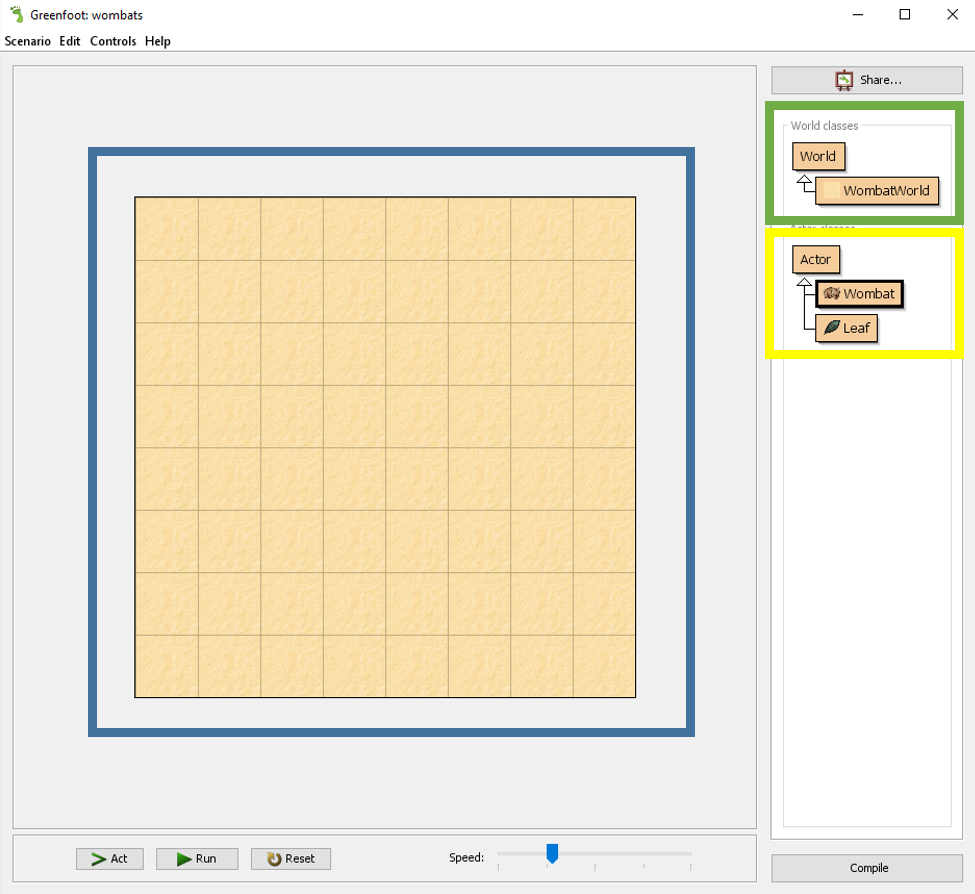 Greenfoot: wombats
Scenario Edit Controls Help
Share...
World classes
World
WombatWorld
Actor classes
Actor
Wombat
Leaf
Act Run Reset Speed:
Compile